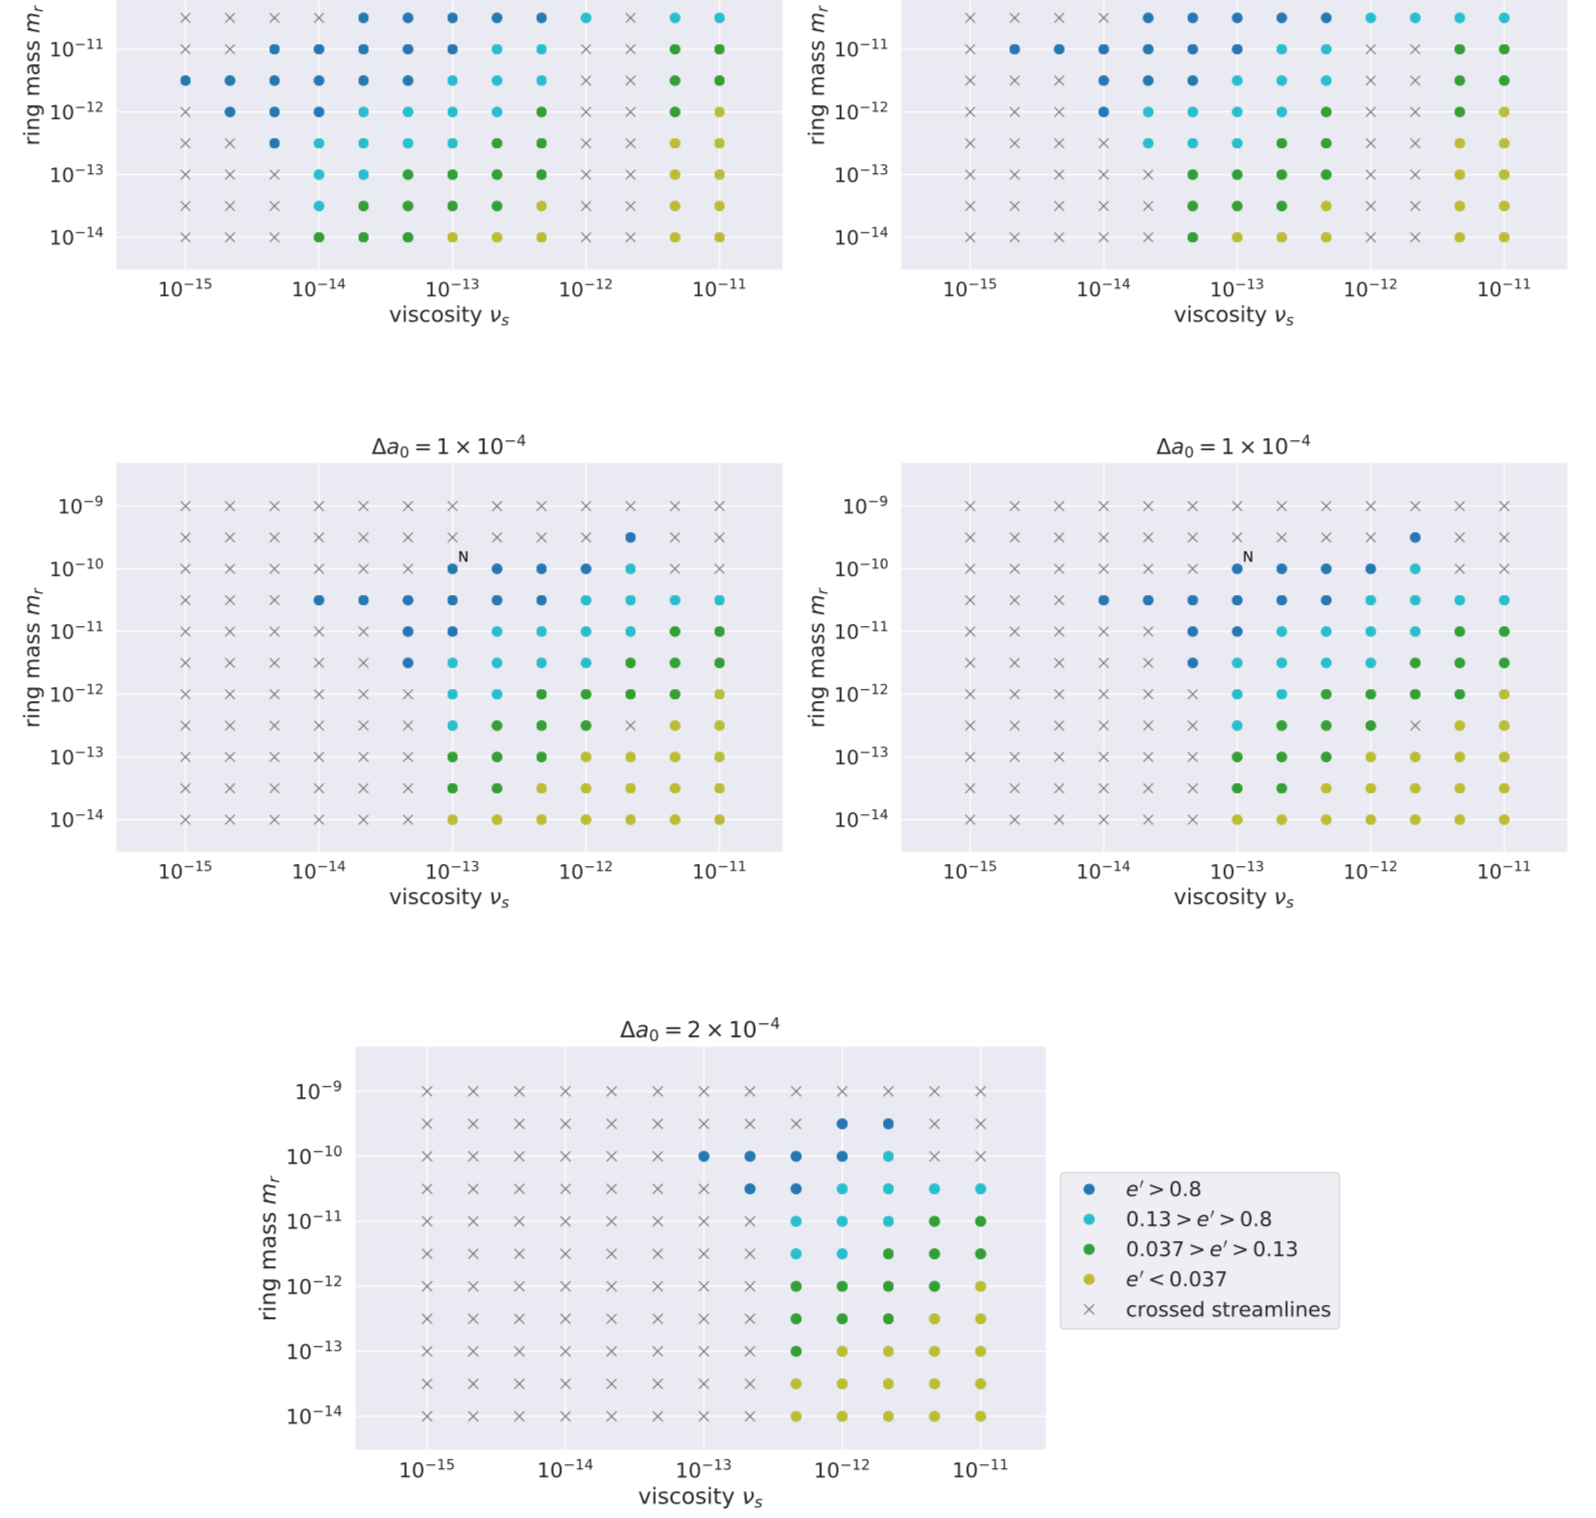 ring mass m_r
10⁻¹¹
10⁻¹²
10⁻¹³
10⁻¹⁴
10⁻¹⁵ 10⁻¹⁴ 10⁻¹³ 10⁻¹² 10⁻¹¹
viscosity ν_s
ring mass m_r
10⁻¹¹
10⁻¹²
10⁻¹³
10⁻¹⁴
10⁻¹⁵ 10⁻¹⁴ 10⁻¹³ 10⁻¹² 10⁻¹¹
viscosity ν_s
Δa₀ = 1 × 10⁻⁴
ring mass m_r
10⁻⁹
N
10⁻¹⁰
10⁻¹¹
10⁻¹²
10⁻¹³
10⁻¹⁴
10⁻¹⁵ 10⁻¹⁴ 10⁻¹³ 10⁻¹² 10⁻¹¹
viscosity ν_s
Δa₀ = 1 × 10⁻⁴
ring mass m_r
10⁻⁹
N
10⁻¹⁰
10⁻¹¹
10⁻¹²
10⁻¹³
10⁻¹⁴
10⁻¹⁵ 10⁻¹⁴ 10⁻¹³ 10⁻¹² 10⁻¹¹
viscosity ν_s
Δa₀ = 2 × 10⁻⁴
ring mass m_r
10⁻⁹
10⁻¹⁰
10⁻¹¹
10⁻¹²
10⁻¹³
10⁻¹⁴
10⁻¹⁵ 10⁻¹⁴ 10⁻¹³ 10⁻¹² 10⁻¹¹
viscosity ν_s
e′ > 0.8
0.13 > e′ > 0.8
0.037 > e′ > 0.13
e′ < 0.037
crossed streamlines